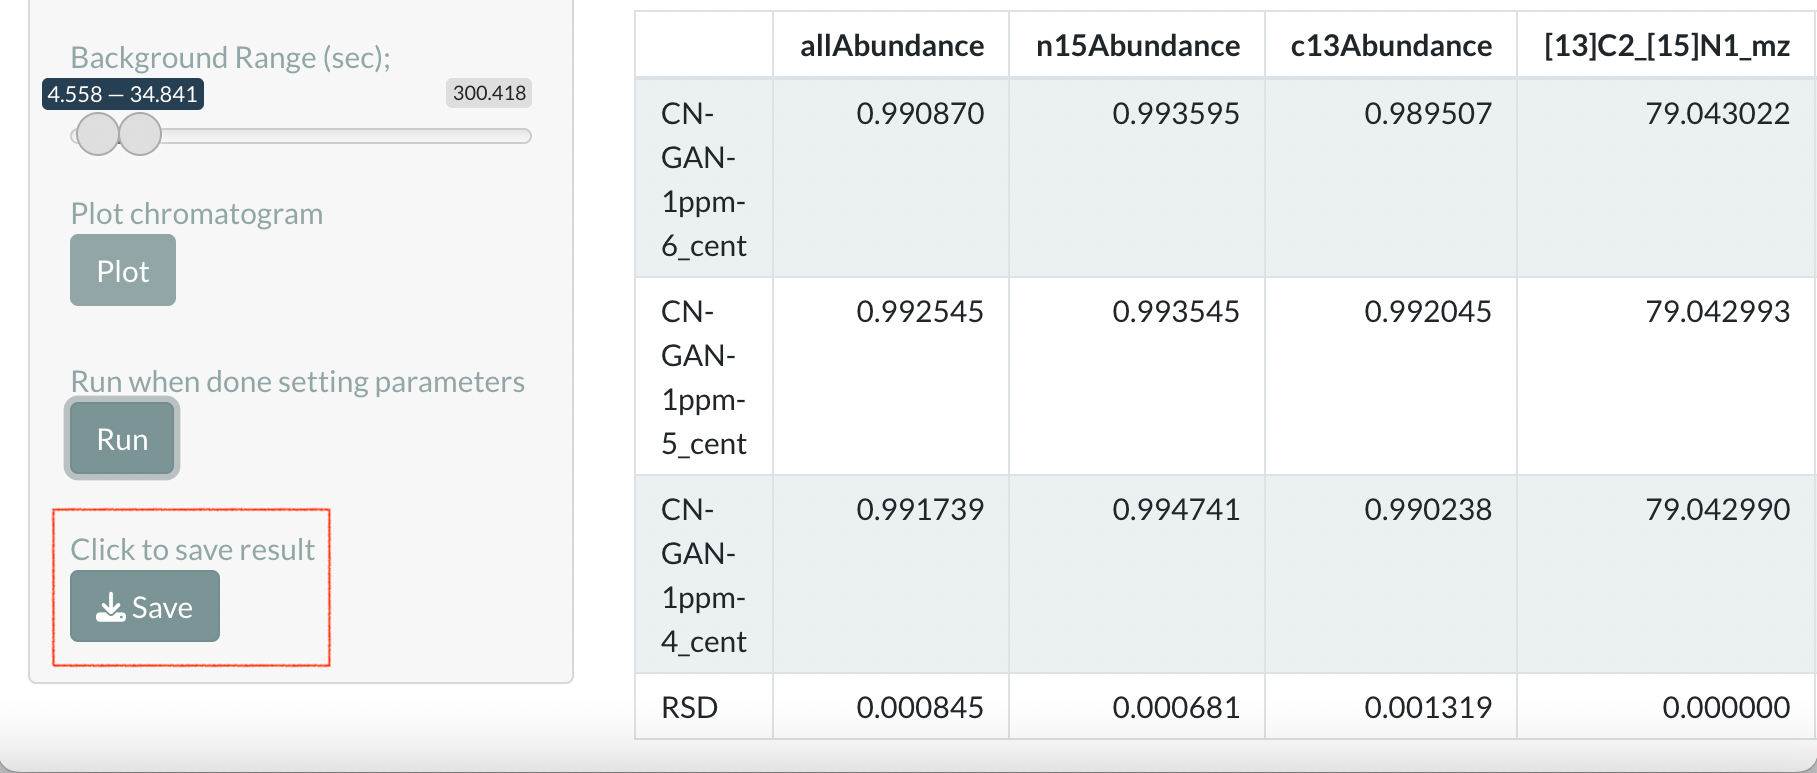 Background Range (sec);
4.558 — 34.841
300.418
Plot chromatogram
Plot
Run when done setting parameters
Run
Click to save result
Save
allAbundance n15Abundance c13Abundance [13]C2_[15]N1_mz
CN-
GAN-
1ppm-
6_cent
0.990870 0.993595 0.989507 79.043022
CN-
GAN-
1ppm-
5_cent
0.992545 0.993545 0.992045 79.042993
CN-
GAN-
1ppm-
4_cent
0.991739 0.994741 0.990238 79.042990
RSD 0.000845 0.000681 0.001319 0.000000